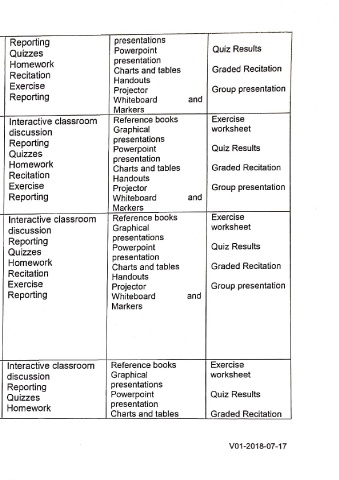 Reporting
Quizzes
Homework
Recitation
Exercise
Reporting
presentations
Powerpoint
presentation
Charts and tables
Handouts
Projector
Whiteboard and
Markers
Quiz Results
Graded Recitation
Group presentation
Interactive classroom
discussion
Reporting
Quizzes
Homework
Recitation
Exercise
Reporting
Reference books
Graphical
presentations
Powerpoint
presentation
Charts and tables
Handouts
Projector
Whiteboard and
Markers
Exercise
worksheet
Quiz Results
Graded Recitation
Group presentation
Interactive classroom
discussion
Reporting
Quizzes
Homework
Recitation
Exercise
Reporting
Reference books
Graphical
presentations
Powerpoint
presentation
Charts and tables
Handouts
Projector
Whiteboard and
Markers
Exercise
worksheet
Quiz Results
Graded Recitation
Group presentation
Interactive classroom
discussion
Reporting
Quizzes
Homework
Reference books
Graphical
presentations
Powerpoint
presentation
Charts and tables
Exercise
worksheet
Quiz Results
Graded Recitation
V01-2018-07-17